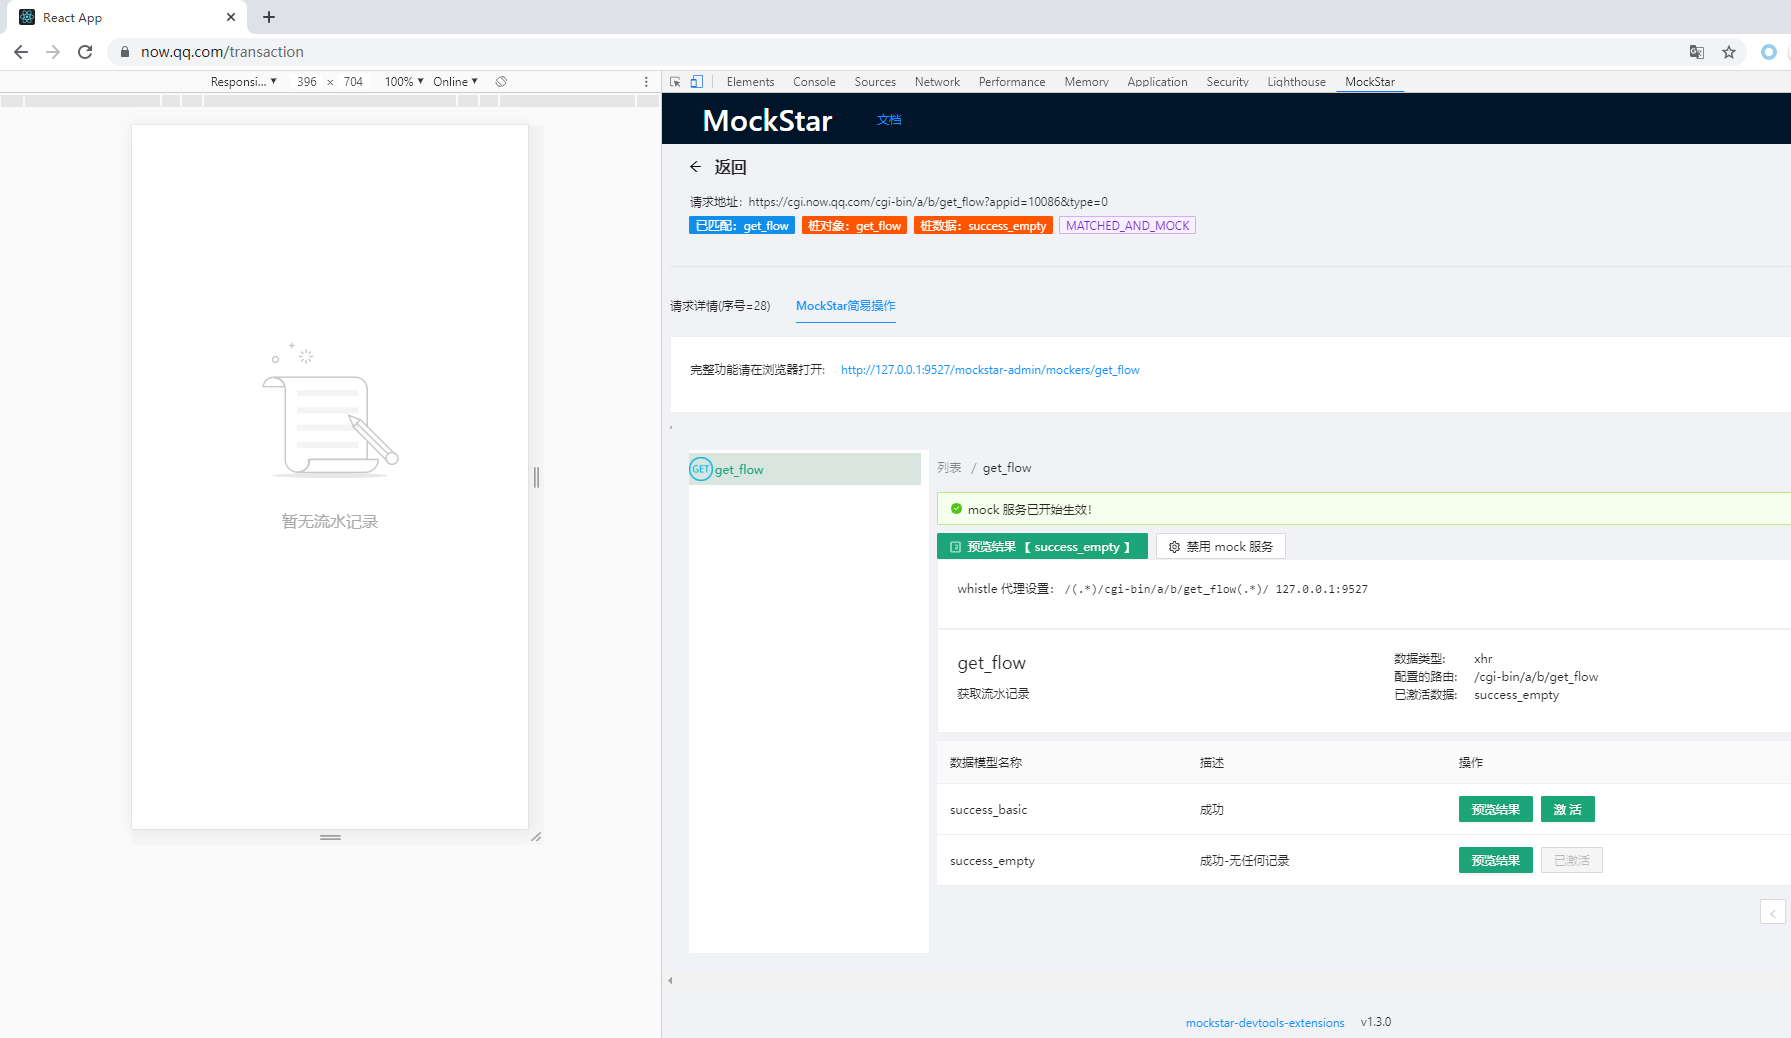 React App
now.qq.com/transaction
Responsi... ▼ 396 × 704 100% ▼ Online ▼
Elements Console Sources Network Performance Memory Application Security Lighthouse MockStar
MockStar 文档
返回
请求地址：https://cgi.now.qq.com/cgi-bin/a/b/get_flow?appid=10086&type=0
已匹配：get_flow 桩对象：get_flow 桩数据：success_empty MATCHED_AND_MOCK
请求详情(序号=28) MockStar简易操作
完整功能请在浏览器打开: http://127.0.0.1:9527/mockstar-admin/mockers/get_flow
,
GET get_flow
列表 / get_flow
mock 服务已开始生效!
预览结果 【 success_empty 】 禁用 mock 服务
whistle 代理设置： /(.*)/cgi-bin/a/b/get_flow(.*)/ 127.0.0.1:9527
get_flow
获取流水记录
数据类型: xhr
配置的路由: /cgi-bin/a/b/get_flow
已激活数据: success_empty
数据模型名称 描述 操作
success_basic 成功 预览结果 激 活
success_empty 成功-无任何记录 预览结果 已激活
暂无流水记录
mockstar-devtools-extensions v1.3.0